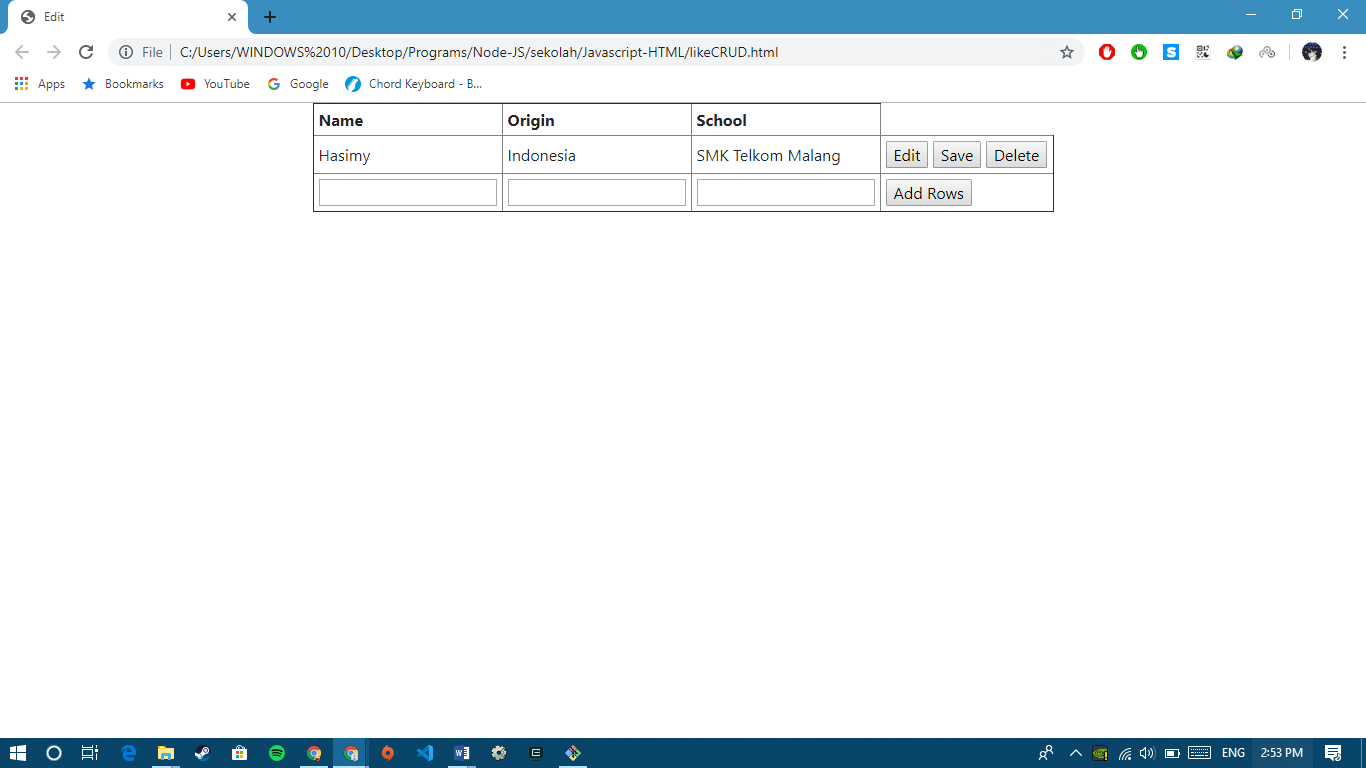 Edit
File C:/Users/WINDOWS%2010/Desktop/Programs/Node-JS/sekolah/Javascript-HTML/likeCRUD.html
Apps Bookmarks YouTube Google Chord Keyboard - B...
Name Origin School
Hasimy Indonesia SMK Telkom Malang Edit Save Delete
Add Rows
ENG 2:53 PM